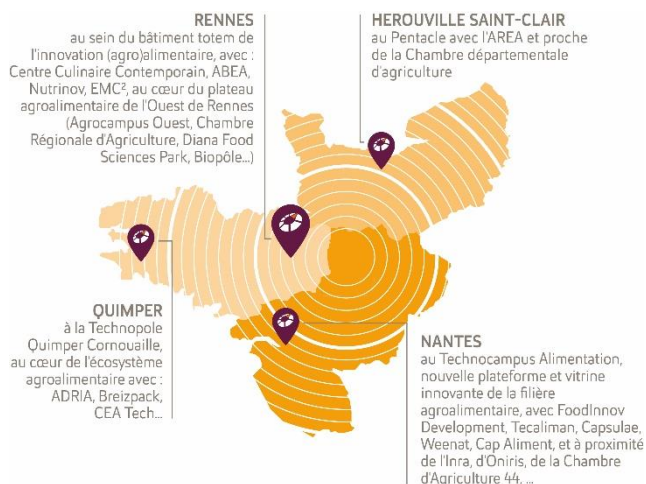 RENNES
au sein du bâtiment totem de
l'innovation (agro)alimentaire, avec :
Centre Culinaire Contemporain, ABEA,
Nutrinov, EMC², au cœur du plateau
agroalimentaire de l'Ouest de Rennes
(Agrocampus Ouest, Chambre
Régionale d'Agriculture, Diana Food
Sciences Park, Biopôle...)
HEROUVILLE SAINT-CLAIR
au Pentacle avec l'AREA et proche
de la Chambre départementale
d'agriculture
QUIMPER
à la Technopole
Quimper Cornouaille,
au cœur de l'écosystème
agroalimentaire avec :
ADRIA, Breizpack,
CEA Tech...
NANTES
au Technocampus Alimentation,
nouvelle plateforme et vitrine
innovante de la filière
agroalimentaire, avec FoodInnov
Development, Tecaliman, Capsulae,
Weenat, Cap Aliment, et à proximité
de l'Inra, d'Oniris, de la Chambre
d'Agriculture 44, ...